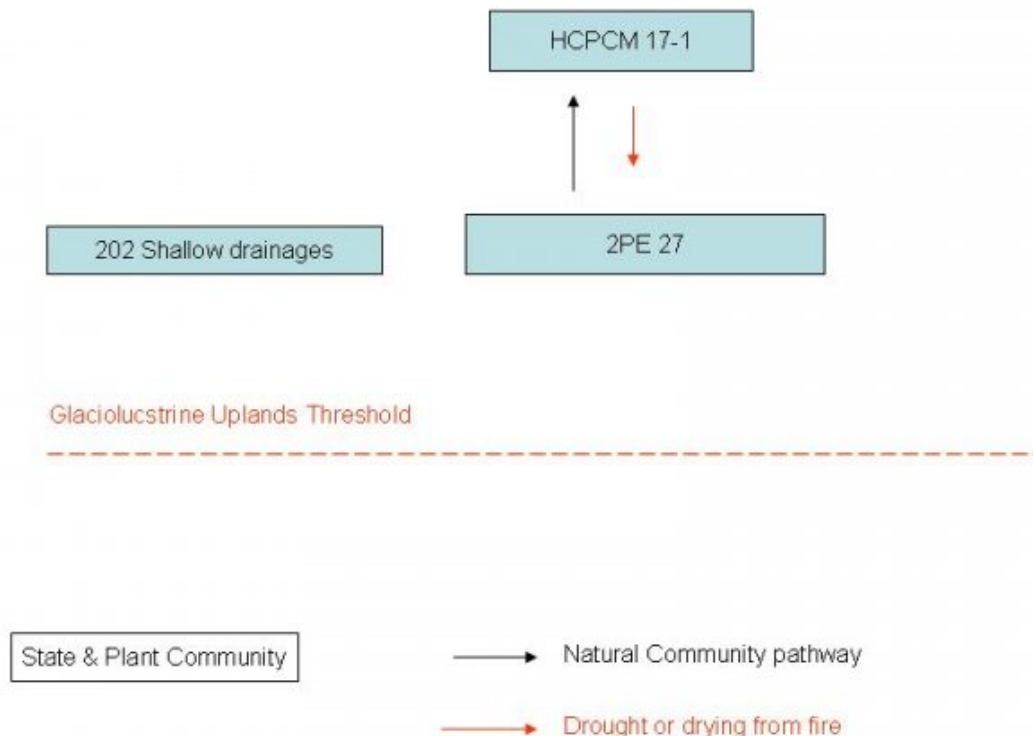 HCPCM 17-1
202 Shallow drainages
2PE 27
Glaciolucstrine Uplands Threshold
State & Plant Community
Natural Community pathway
Drought or drying from fire